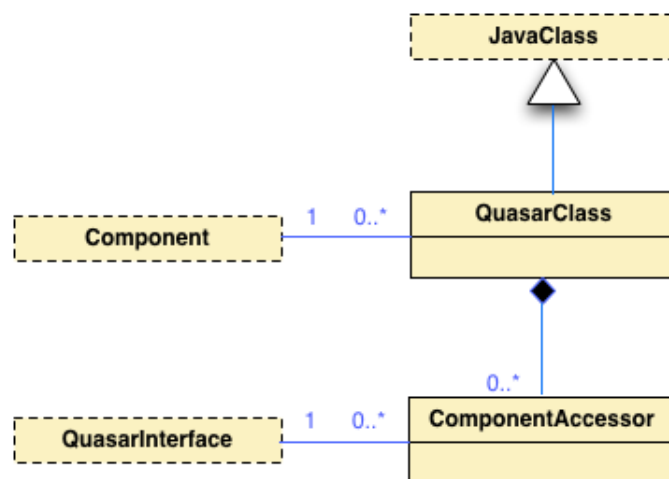 JavaClass
1 0..* QuasarClass
Component
0..*
1 0..* ComponentAccessor
QuasarInterface